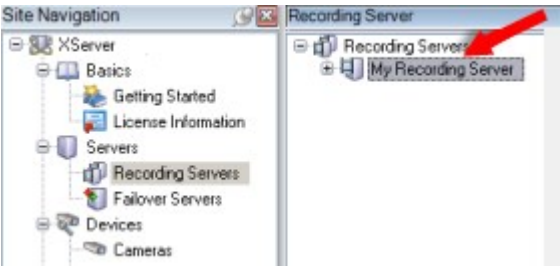 Site Navigation
XServer
Basics
Getting Started
License Information
Servers
Recording Servers
Failover Servers
Devices
Cameras
Recording Server
Recording Servers
My Recording Server